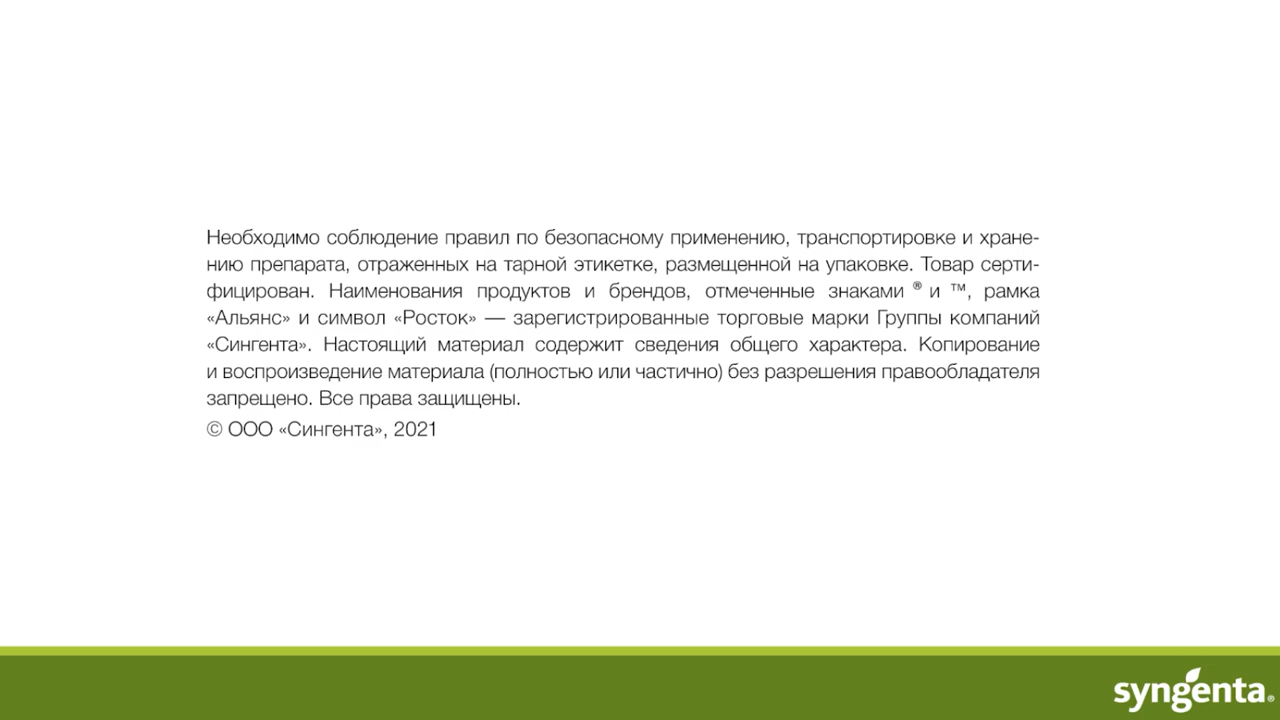 Необходимо соблюдение правил по безопасному применению, транспортировке и хране-
нию препарата, отраженных на тарной этикетке, размещенной на упаковке. Товар серти-
фицирован. Наименования продуктов и брендов, отмеченные знаками ® и ™, рамка
«Альянс» и символ «Росток» — зарегистрированные торговые марки Группы компаний
«Сингента». Настоящий материал содержит сведения общего характера. Копирование
и воспроизведение материала (полностью или частично) без разрешения правообладателя
запрещено. Все права защищены.
© ООО «Сингента», 2021
syngenta®